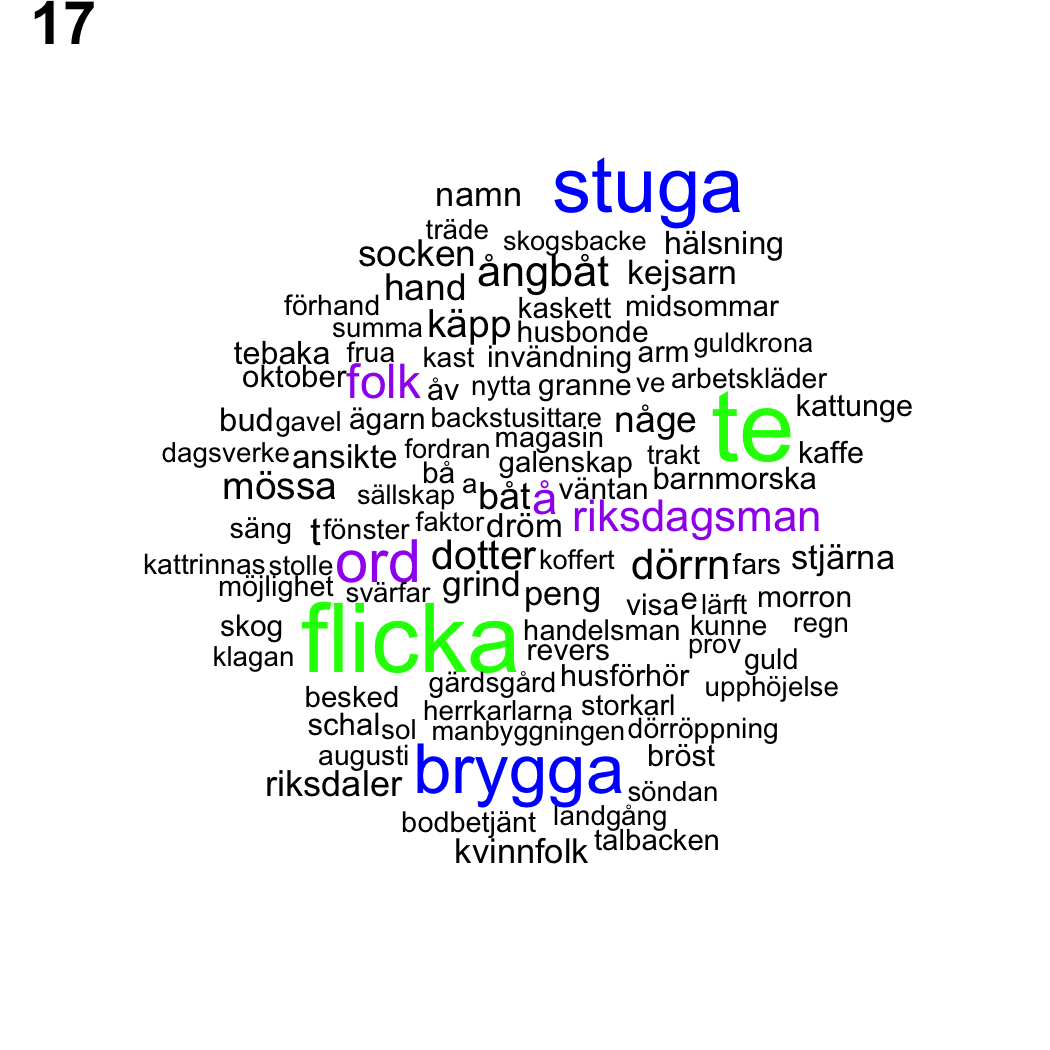 17
namn stuga
träde skogsbacke hälsning
socken ångbåt kejsarn
hand
förhand kaskett midsommar
summa käpp husbonde
tebaka frua kast invändning arm guldkrona
oktober folk åv nytta granne ve arbetskläder
bud gavel ägarn backstusittare någe te kattunge
dagsverke ansikte fordran magasin galenskap trakt kaffe
mössa sällskap bå a båt å väntan barnmorska
säng t fönster faktor dröm riksdagsman
kattrinnas stolle ord dotter koffert dörrn fars stjärna
möjlighet svärfar grind peng visa e lärft morron
skog flicka handelsman kunne regn
klagan revers prov guld
besked gärdsgård husförhör upphöjelse
schal sol herrkarlarna storkarl
manbyggningen dörröppning
augusti brygga bröst
riksdaler söndan
bodbetjänt landgång
kvinnfolk talbacken